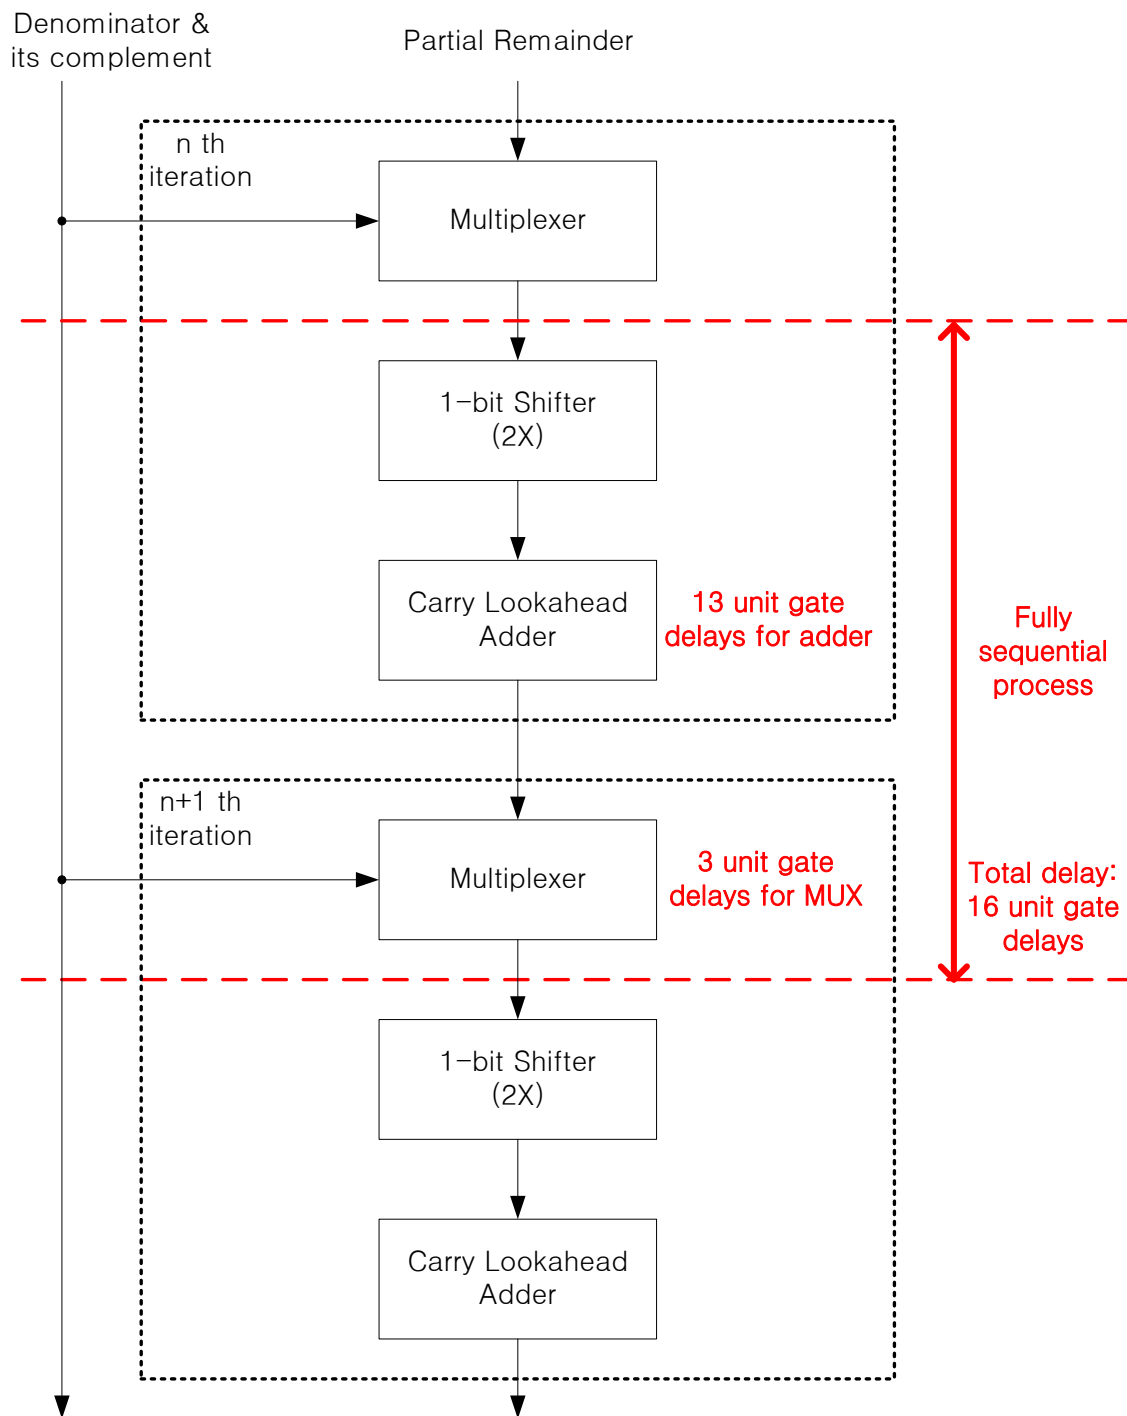 Denominator &
its complement
Partial Remainder
n th
iteration
Multiplexer
1-bit Shifter
(2X)
Carry Lookahead
Adder
13 unit gate
delays for adder
Fully
sequential
process
n+1 th
iteration
Multiplexer
3 unit gate
delays for MUX
Total delay:
16 unit gate
delays
1-bit Shifter
(2X)
Carry Lookahead
Adder